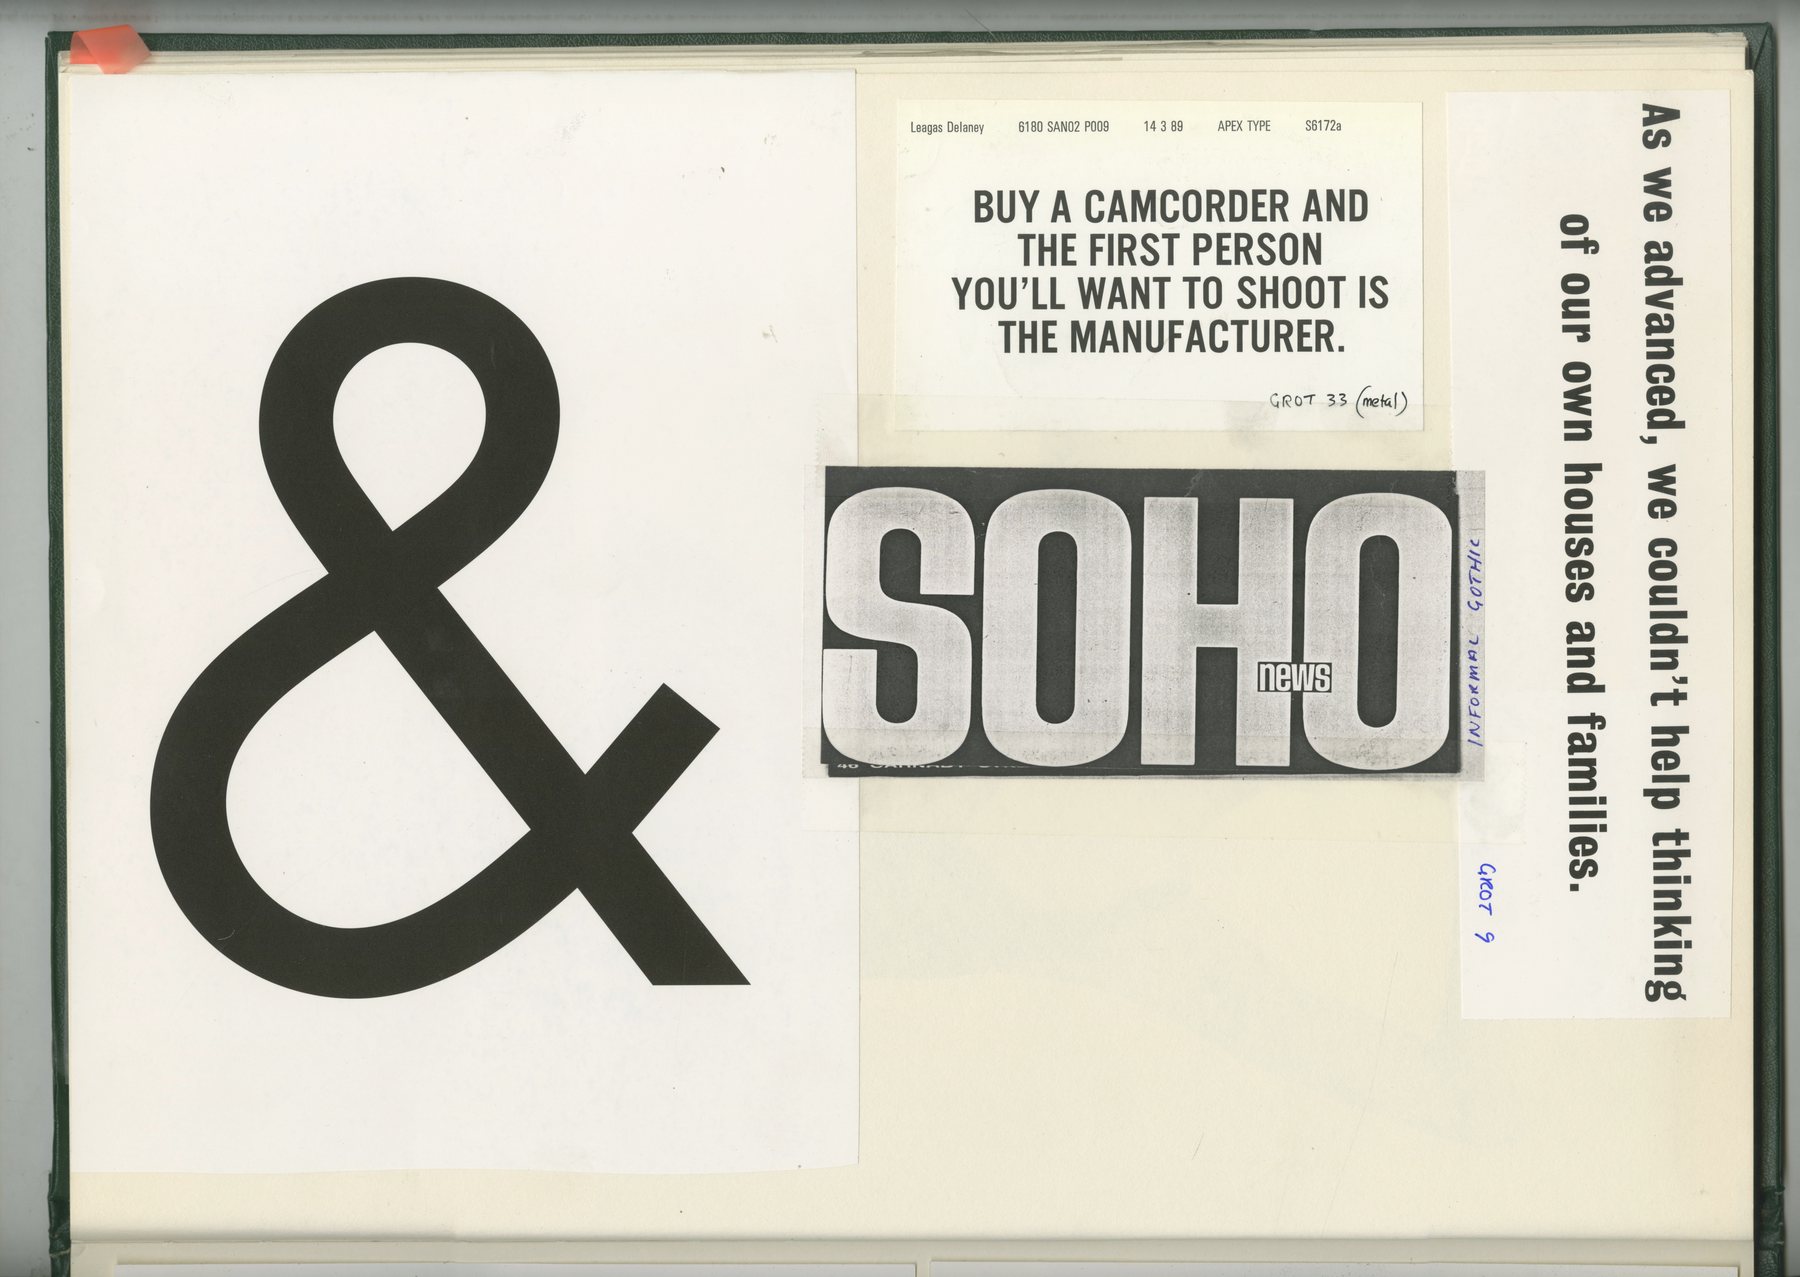 &
Leagas Delaney 6180 SAN02 P009 14 3 89 APEX TYPE S6172a
BUY A CAMCORDER AND
THE FIRST PERSON
YOU'LL WANT TO SHOOT IS
THE MANUFACTURER.
GROT 33 (metal)
SOHO
news
INFORMAL GOTHIC
As we advanced, we couldn't help thinking
of our own houses and families.
GROT 9